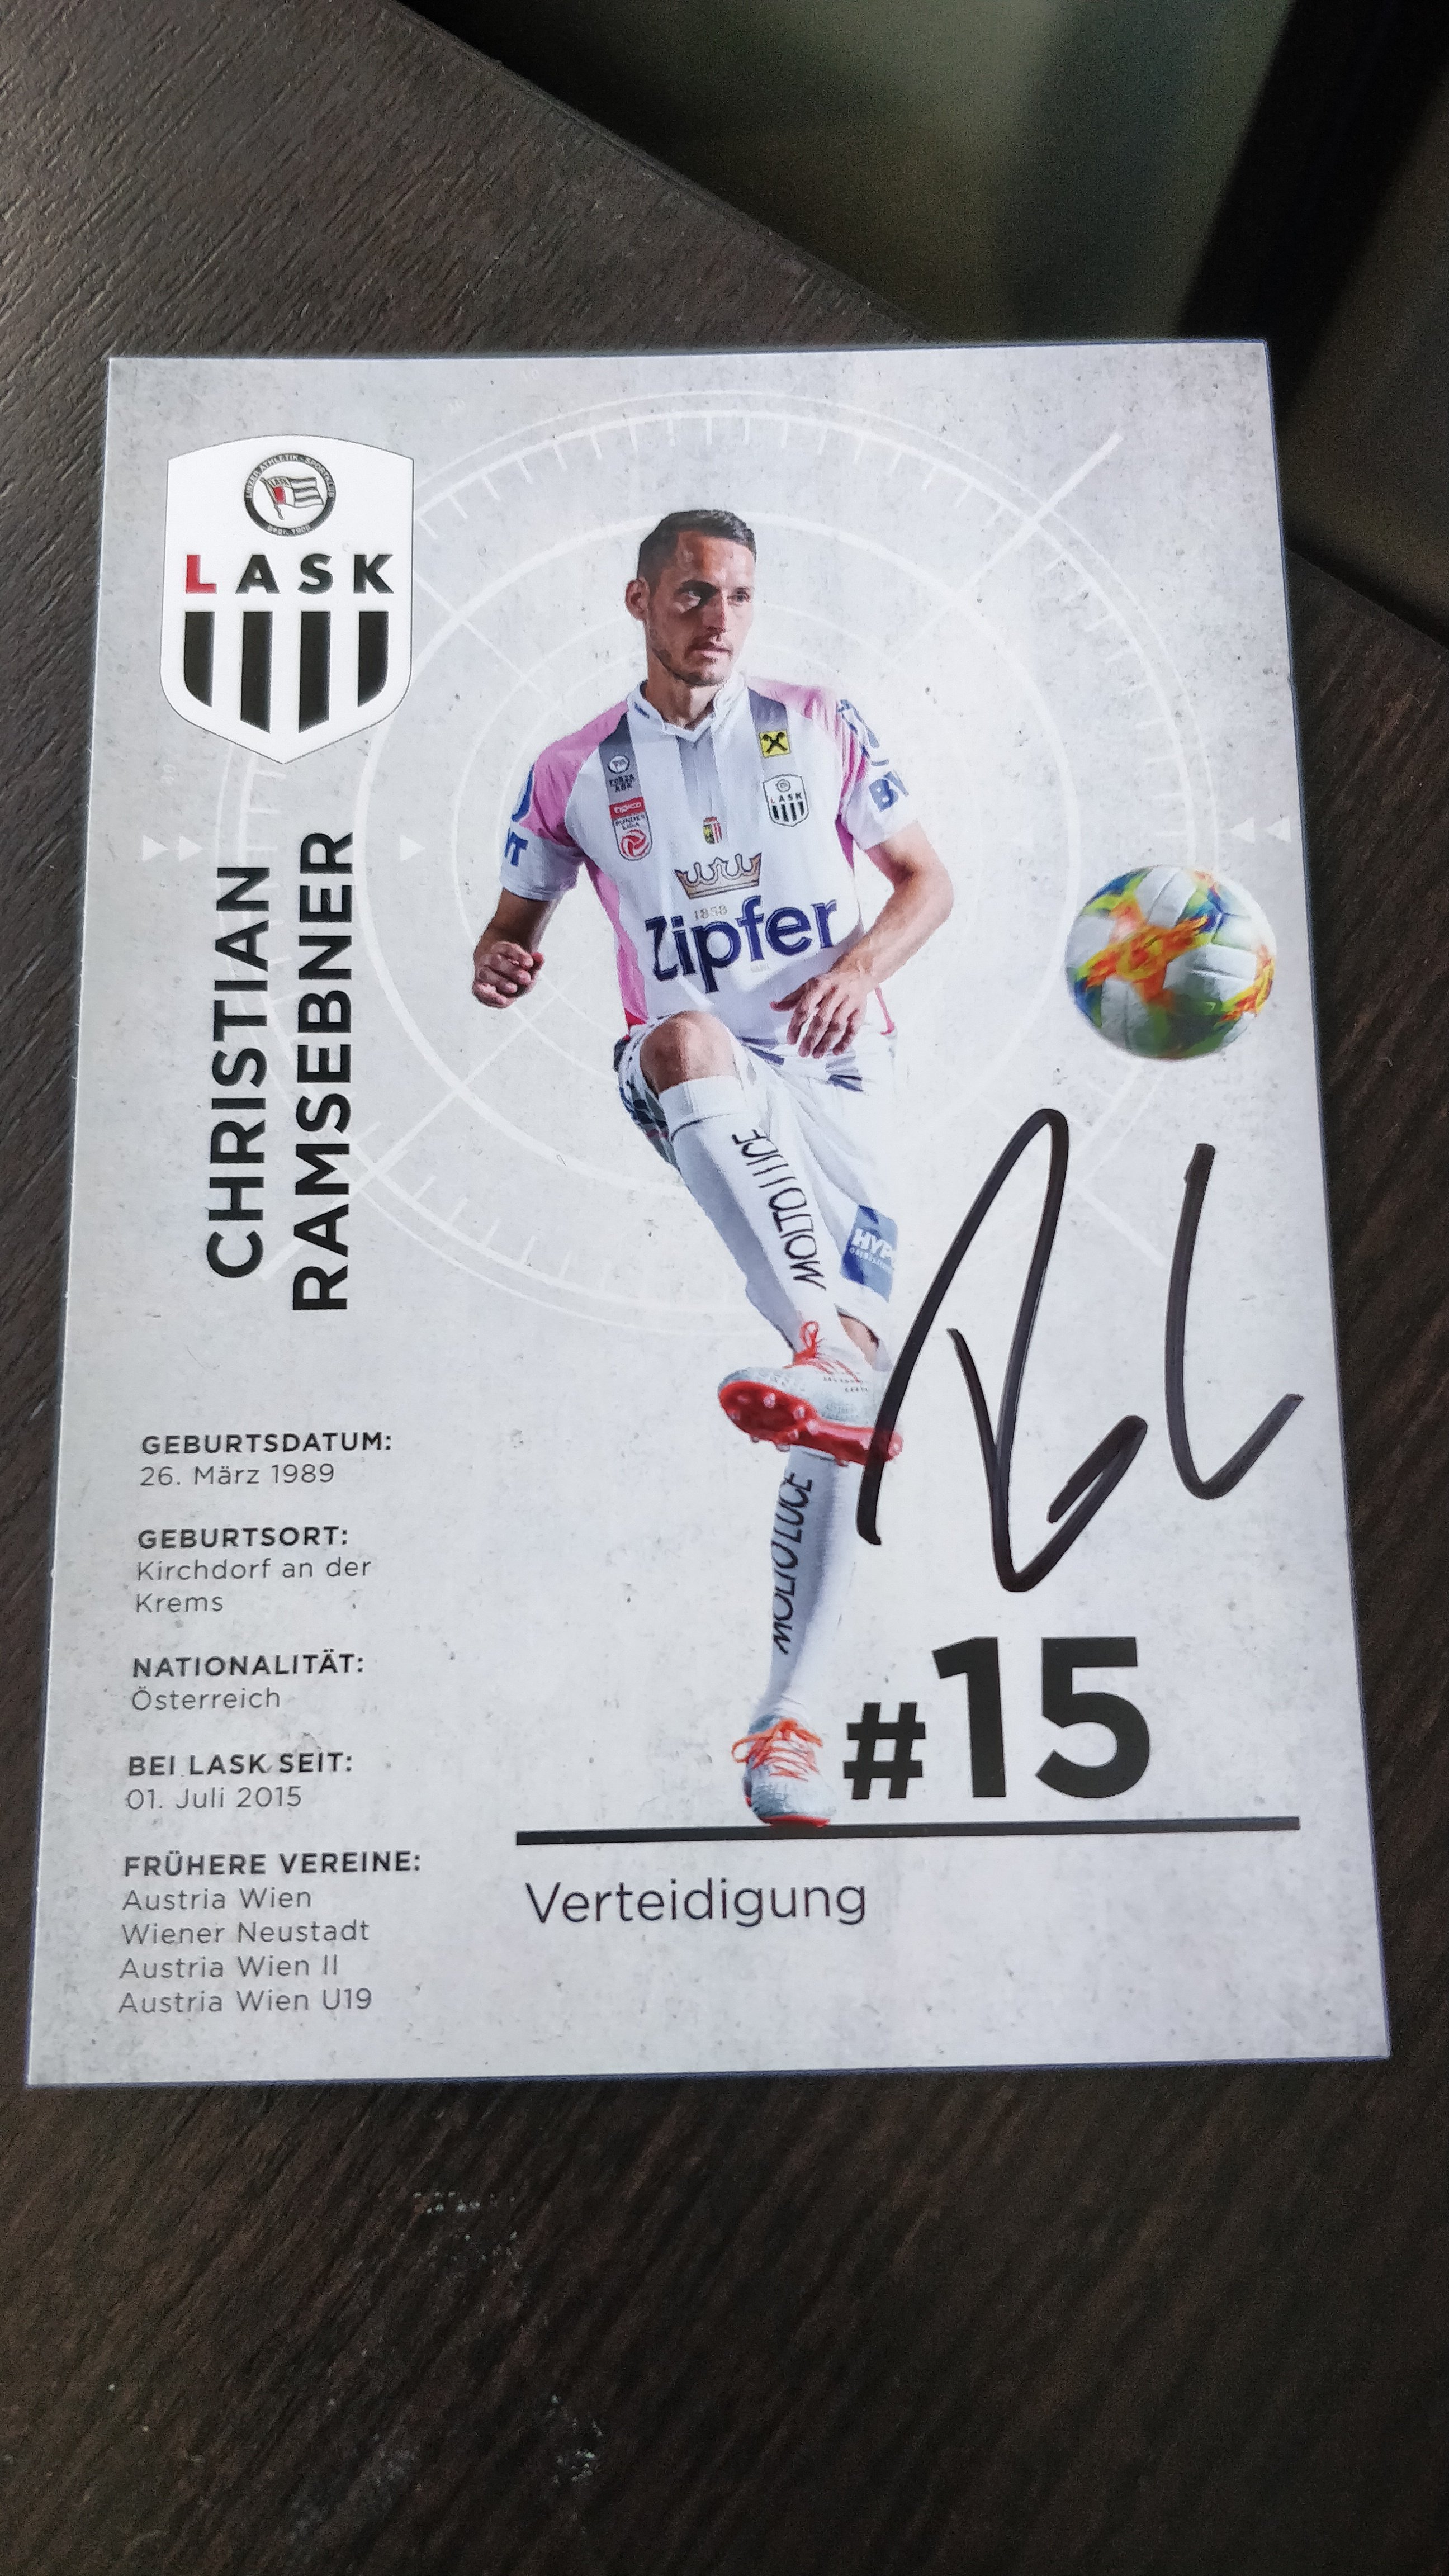 LASK
CHRISTIAN
RAMSEBNER
LASK
1858
Zipfer
MOLTO LUCE
MOLTO LUCE
#15
Verteidigung
GEBURTSDATUM:
26. März 1989
GEBURTSORT:
Kirchdorf an der
Krems
NATIONALITÄT:
Österreich
BEI LASK SEIT:
01. Juli 2015
FRÜHERE VEREINE:
Austria Wien
Wiener Neustadt
Austria Wien II
Austria Wien U19